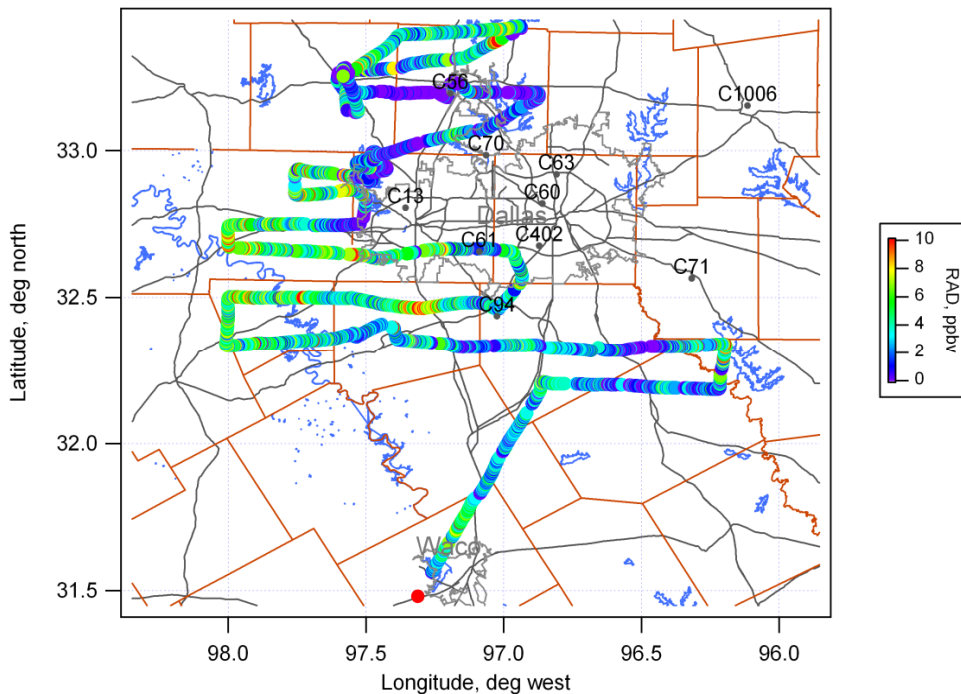 C56
C1006
33.0
C70
C63
C13
C60
Dallas
C402
C61
C71
32.5
C94
32.0
Waco
31.5
98.0
97.5
97.0
96.5
96.0
Latitude, deg north
Longitude, deg west
10
8
6
4
2
0
RAD, ppbv